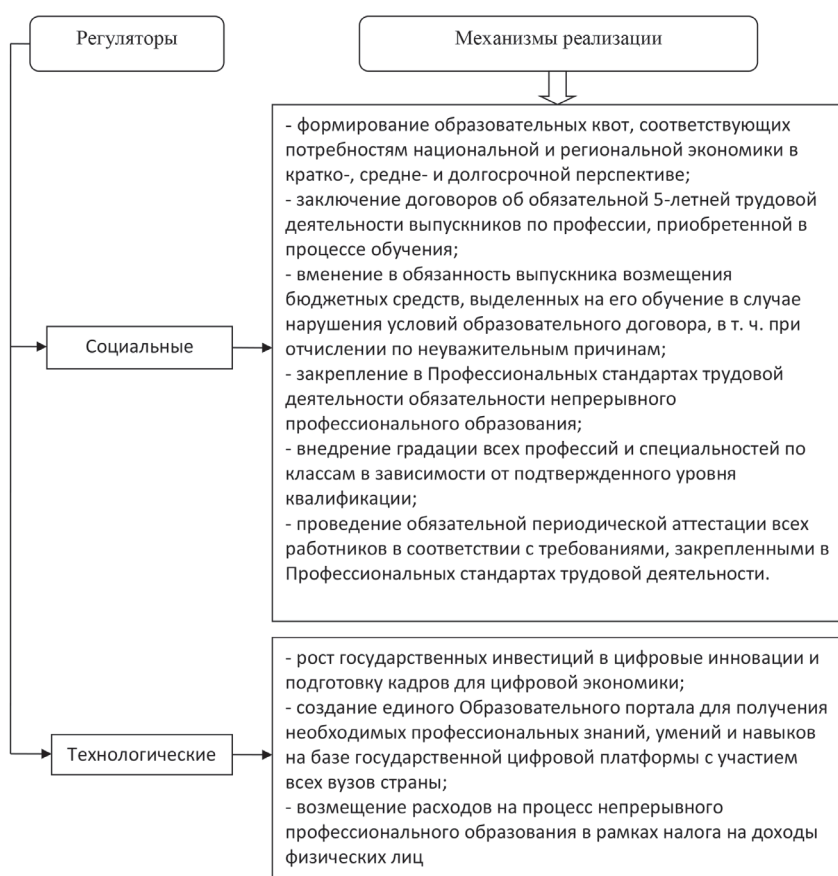 Регуляторы
Механизмы реализации
- формирование образовательных квот, соответствующих
потребностям национальной и региональной экономики в
кратко-, средне- и долгосрочной перспективе;
- заключение договоров об обязательной 5-летней трудовой
деятельности выпускников по профессии, приобретенной в
процессе обучения;
- вменение в обязанность выпускника возмещения
бюджетных средств, выделенных на его обучение в случае
нарушения условий образовательного договора, в т. ч. при
отчислении по неуважительным причинам;
- закрепление в Профессиональных стандартах трудовой
деятельности обязательности непрерывного
профессионального образования;
- внедрение градации всех профессий и специальностей по
классам в зависимости от подтвержденного уровня
квалификации;
- проведение обязательной периодической аттестации всех
работников в соответствии с требованиями, закрепленными в
Профессиональных стандартах трудовой деятельности.
Социальные
- рост государственных инвестиций в цифровые инновации и
подготовку кадров для цифровой экономики;
- создание единого Образовательного портала для получения
необходимых профессиональных знаний, умений и навыков
на базе государственной цифровой платформы с участием
всех вузов страны;
- возмещение расходов на процесс непрерывного
профессионального образования в рамках налога на доходы
физических лиц
Технологические